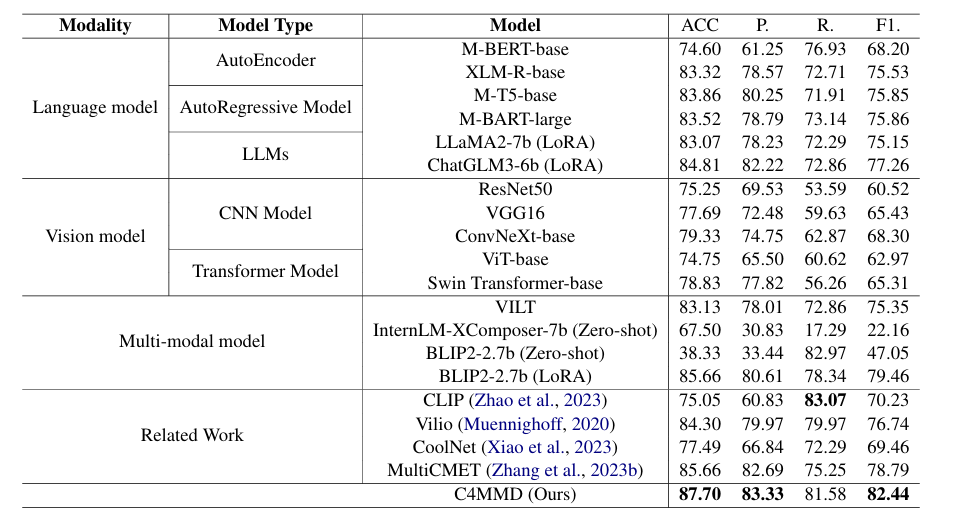 Modality Model Type Model ACC P. R. F1.
Language model AutoEncoder M-BERT-base 74.60 61.25 76.93 68.20
XLM-R-base 83.32 78.57 72.71 75.53
AutoRegressive Model M-T5-base 83.86 80.25 71.91 75.85
M-BART-large 83.52 78.79 73.14 75.86
LLMs LLaMA2-7b (LoRA) 83.07 78.23 72.29 75.15
ChatGLM3-6b (LoRA) 84.81 82.22 72.86 77.26
Vision model CNN Model ResNet50 75.25 69.53 53.59 60.52
VGG16 77.69 72.48 59.63 65.43
ConvNeXt-base 79.33 74.75 62.87 68.30
Transformer Model ViT-base 74.75 65.50 60.62 62.97
Swin Transformer-base 78.83 77.82 56.26 65.31
Multi-modal model VILT 83.13 78.01 72.86 75.35
InternLM-XComposer-7b (Zero-shot) 67.50 30.83 17.29 22.16
BLIP2-2.7b (Zero-shot) 38.33 33.44 82.97 47.05
BLIP2-2.7b (LoRA) 85.66 80.61 78.34 79.46
Related Work CLIP (Zhao et al., 2023) 75.05 60.83 83.07 70.23
Vilio (Muennighoff, 2020) 84.30 79.97 79.97 76.74
CoolNet (Xiao et al., 2023) 77.49 66.84 72.29 69.46
MultiCMET (Zhang et al., 2023b) 85.66 82.69 75.25 78.79
C4MMD (Ours) 87.70 83.33 81.58 82.44